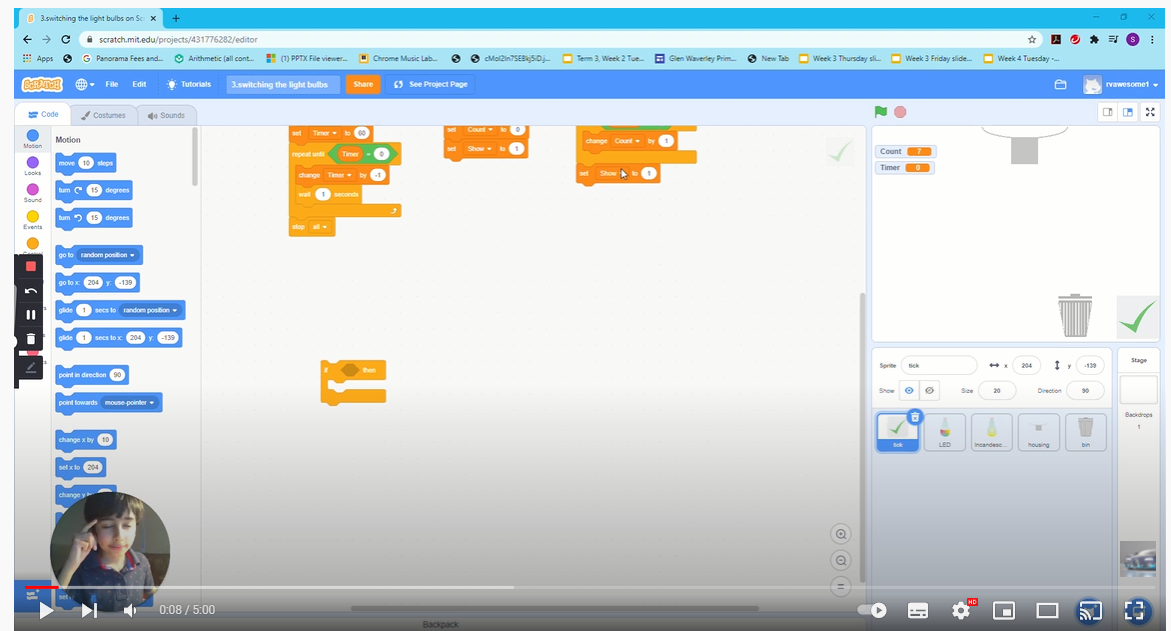 3.switching the light bulbs on Sc
scratch.mit.edu/projects/431776282/editor
S
Apps
Panorama Fees and...
Arithmetic (all cont...
(1) PPTX File viewer...
Chrome Music Lab...
Term 3, Week 2 Tue...
Glen Waverley Prim...
New Tab
Week 3 Thursday sli...
Week 3 Friday slide...
Week 4 Tuesday -...
SCRATCH
File
Edit
Tutorials
3.switching the light bulbs
Share
See Project Page
rvawesome1
Code
Costumes
Sounds
Motion
Looks
Sound
Events
Motion
move 10 steps
turn 15 degrees
turn 15 degrees
go to random position
go to x: 204 y: -139
glide 1 secs to random position
glide 1 secs to x: 204 y: -139
point in direction 90
point towards mouse-pointer
change x by 10
set x to 204
change y
set
set Timer to 60
repeat until Timer = 0
change Timer by -1
wait 1 seconds
stop all
set Count to 0
set Show to 1
change Count by 1
set Show to 1
if then
Count 7
Timer 0
Sprite tick x 204 y -139
Show Size 20 Direction 90
tick
LED
Incandesc...
housing
bin
Stage
Backdrops
1
0:08 / 5:00
HD
Backpack